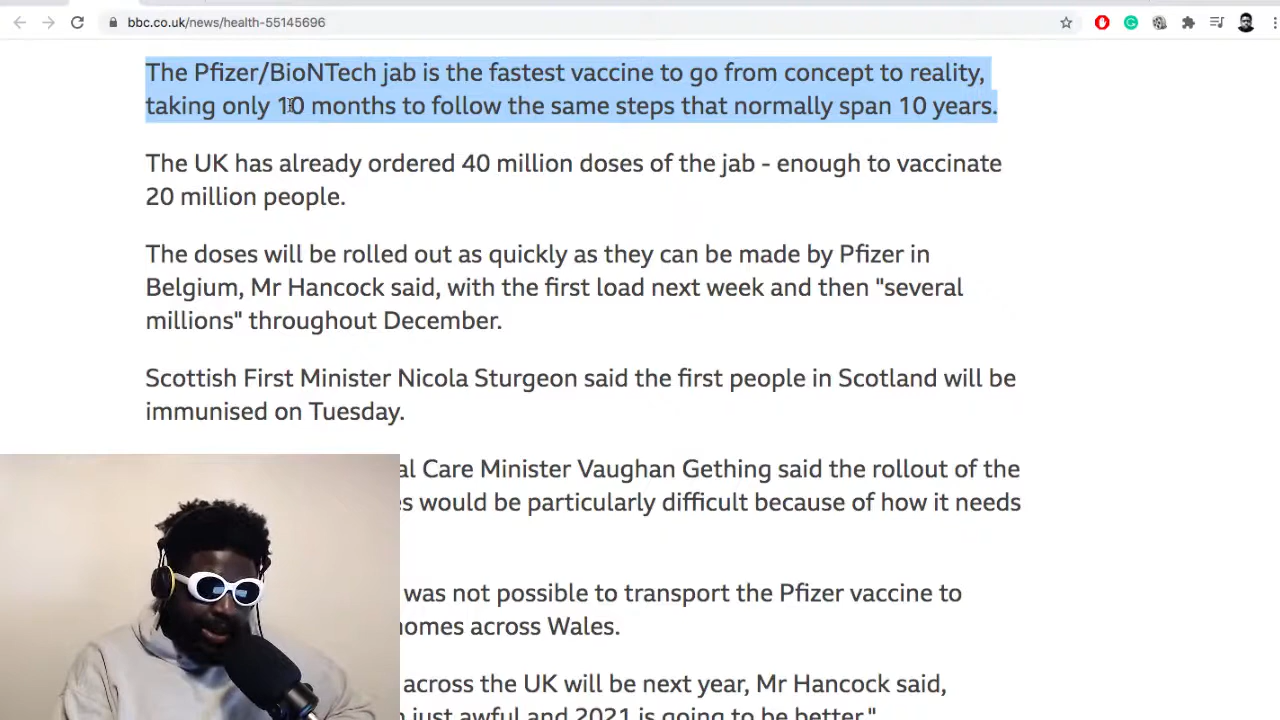 bbc.co.uk/news/health-55145696
The Pfizer/BioNTech jab is the fastest vaccine to go from concept to reality,
taking only 10 months to follow the same steps that normally span 10 years.
The UK has already ordered 40 million doses of the jab - enough to vaccinate
20 million people.
The doses will be rolled out as quickly as they can be made by Pfizer in
Belgium, Mr Hancock said, with the first load next week and then "several
millions" throughout December.
Scottish First Minister Nicola Sturgeon said the first people in Scotland will be
immunised on Tuesday.
al Care Minister Vaughan Gething said the rollout of the
s would be particularly difficult because of how it needs
was not possible to transport the Pfizer vaccine to
homes across Wales.
across the UK will be next year, Mr Hancock said,
just awful and 2021 is going to be better."